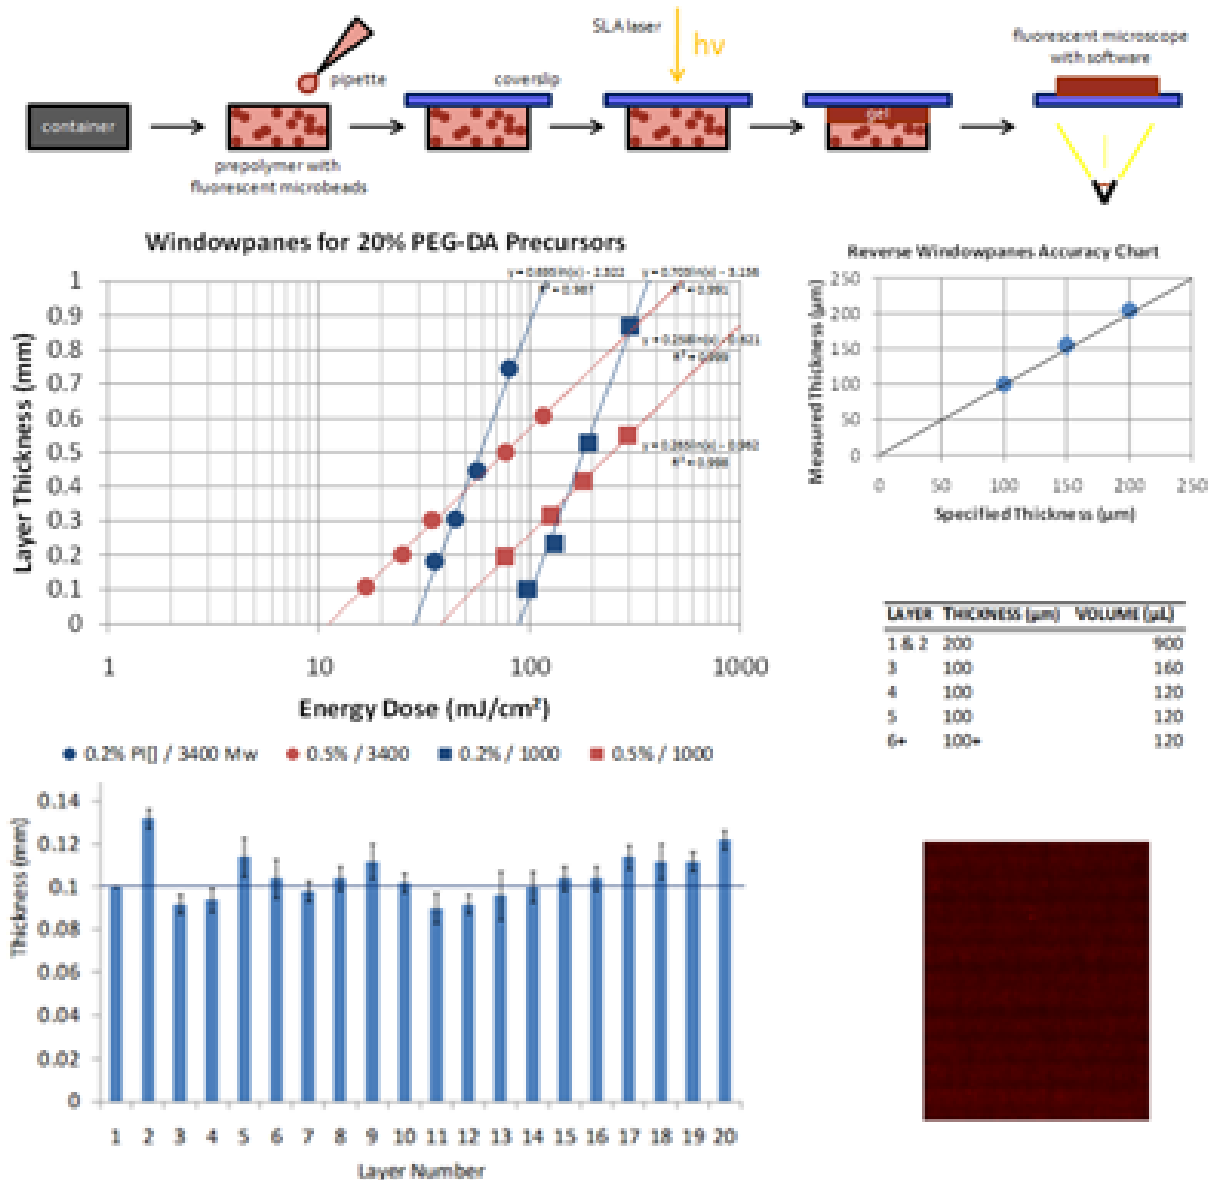 SLA laser
hν
fluorescent microscope
with software
pipette
coverslip
container
gel
prepolymer with
fluorescent microbeads
Windowpanes for 20% PEG-DA Precursors
R² = 0.987
R² = 0.991
1
0.9
0.8
0.7
0.6
0.5
0.4
0.3
0.2
0.1
0
Layer Thickness (mm)
1
10
100
1000
Energy Dose (mJ/cm²)
0.2% PI[] / 3400 Mw
0.5% / 3400
0.2% / 1000
0.5% / 1000
Reverse Windowpanes Accuracy Chart
250
200
150
100
50
0
Measured Thickness (μm)
0
50
100
150
200
250
Specified Thickness (μm)
LAYER THICKNESS (μm) VOLUME (μL)
1 & 2 200 900
3 100 160
4 100 120
5 100 120
6+ 100+ 120
0.14
0.12
0.1
0.08
0.06
0.04
0.02
0
Thickness (mm)
1 2 3 4 5 6 7 8 9 10 11 12 13 14 15 16 17 18 19 20
Layer Number